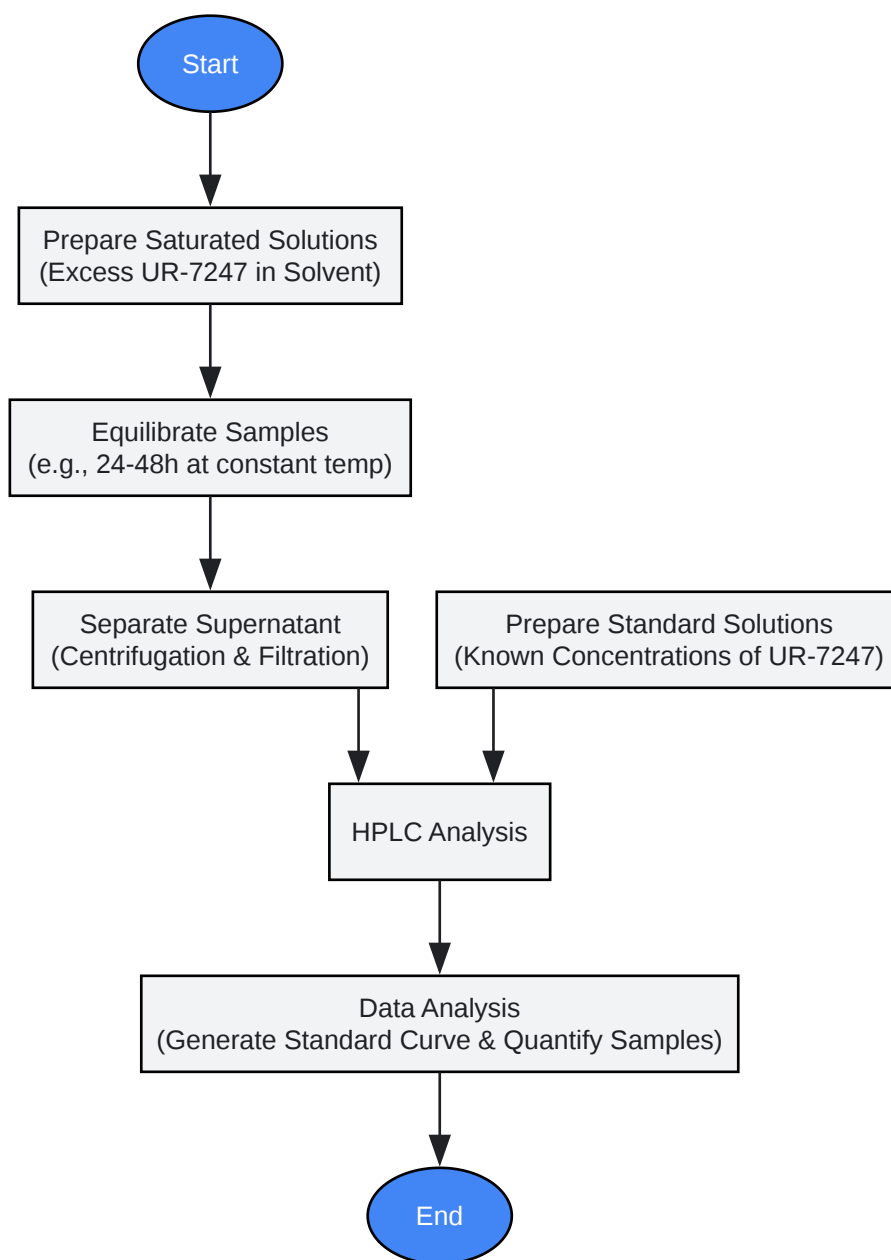 Start
Prepare Saturated Solutions
(Excess UR-7247 in Solvent)
Equilibrate Samples
(e.g., 24-48h at constant temp)
Separate Supernatant
(Centrifugation & Filtration)
Prepare Standard Solutions
(Known Concentrations of UR-7247)
HPLC Analysis
Data Analysis
(Generate Standard Curve & Quantify Samples)
End